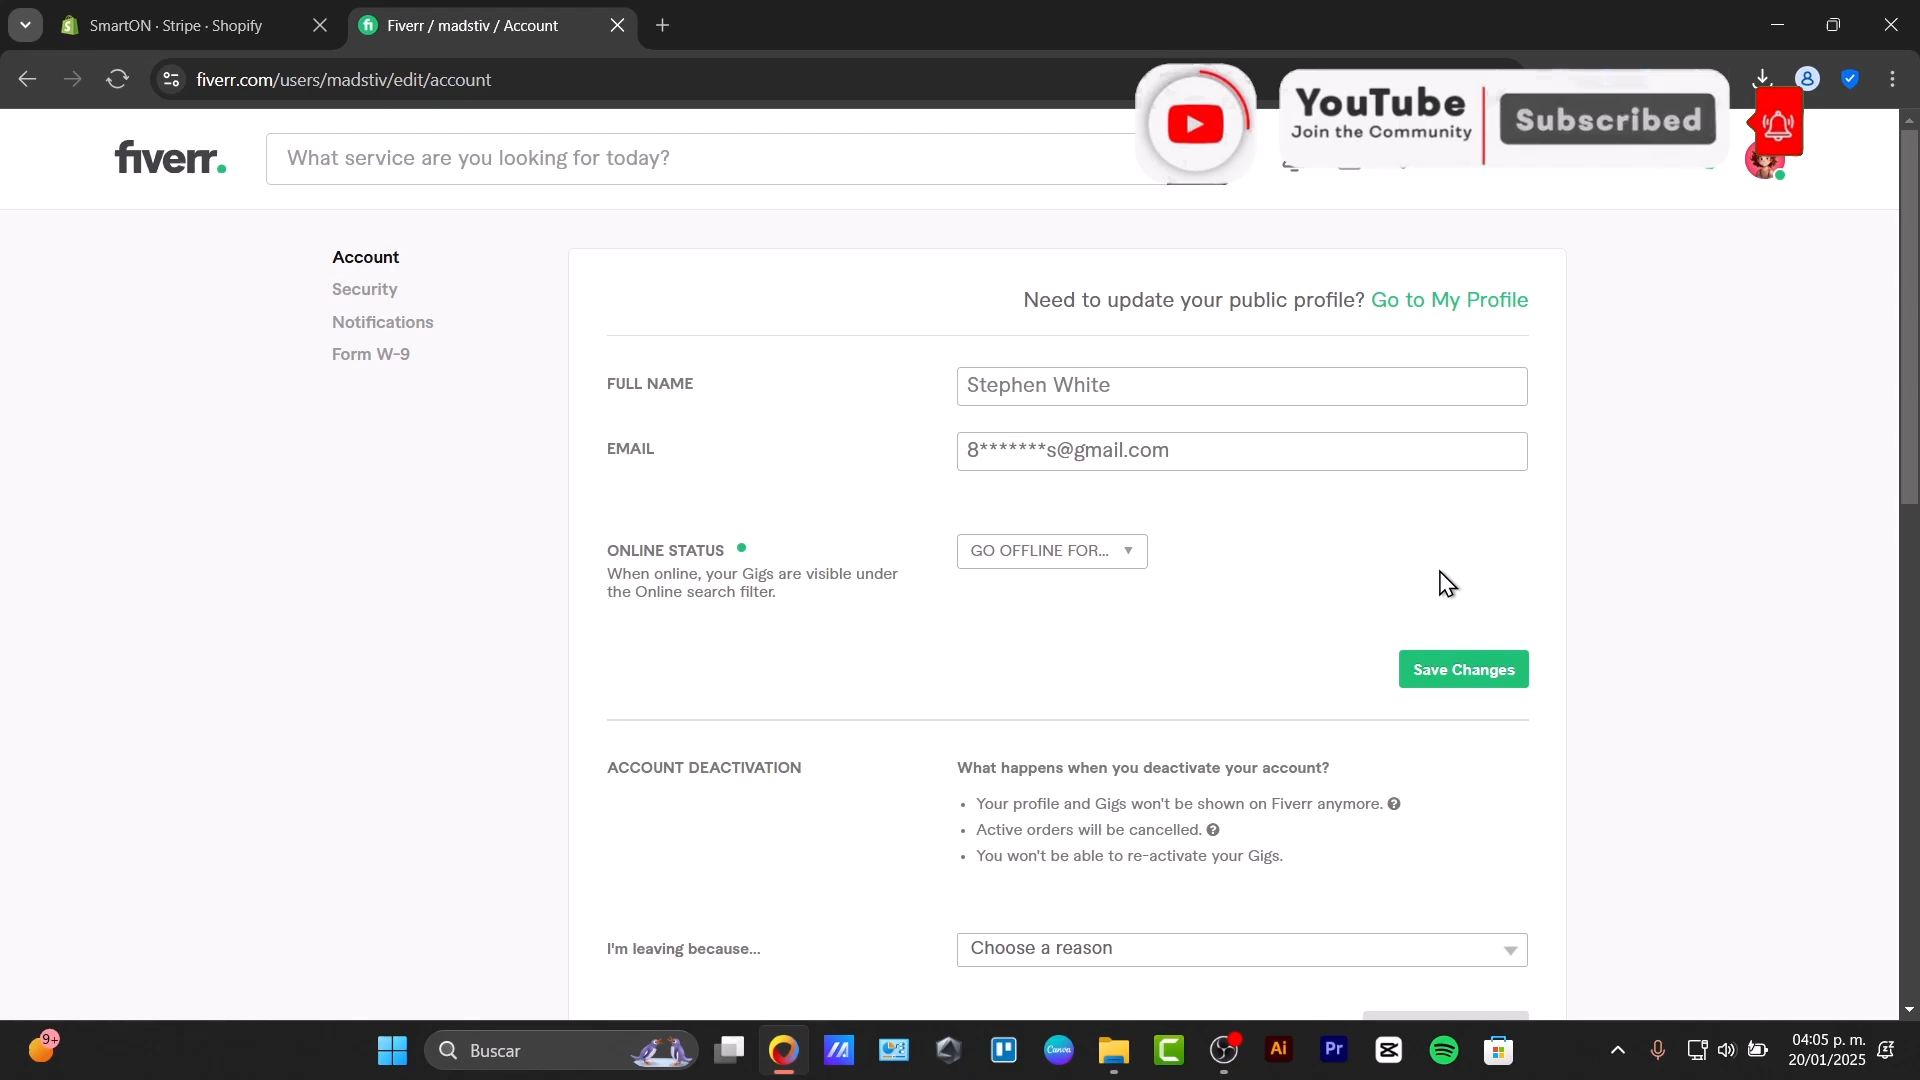 SmartON · Stripe · Shopify
Fiverr / madstiv / Account
fiverr.com/users/madstiv/edit/account
YouTube
Join the Community
Subscribed
fiverr.
What service are you looking for today?
Account
Security
Notifications
Form W-9
Need to update your public profile? Go to My Profile
FULL NAME
Stephen White
EMAIL
8*******s@gmail.com
ONLINE STATUS
GO OFFLINE FOR...
When online, your Gigs are visible under
the Online search filter.
Save Changes
ACCOUNT DEACTIVATION
What happens when you deactivate your account?
• Your profile and Gigs won't be shown on Fiverr anymore.
• Active orders will be cancelled.
• You won't be able to re-activate your Gigs.
I'm leaving because...
Choose a reason
9+
Buscar
Canva
Ai
Pr
04:05 p. m.
20/01/2025